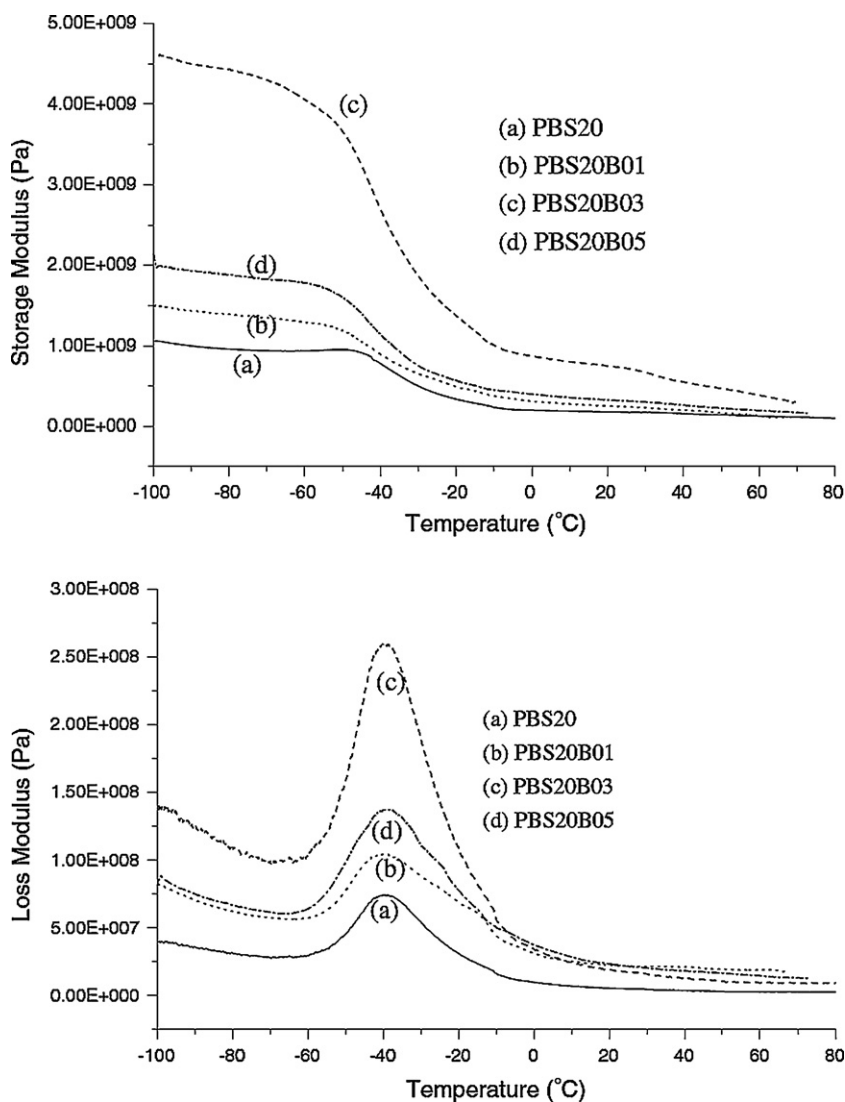 5.00E+009
4.00E+009
3.00E+009
2.00E+009
1.00E+009
0.00E+000
Storage Modulus (Pa)
(c)
(d)
(b)
(a)
(a) PBS20
(b) PBS20B01
(c) PBS20B03
(d) PBS20B05
-100 -80 -60 -40 -20 0 20 40 60 80
Temperature (°C)
3.00E+008
2.50E+008
2.00E+008
1.50E+008
1.00E+008
5.00E+007
0.00E+000
Loss Modulus (Pa)
(c)
(d)
(b)
(a)
(a) PBS20
(b) PBS20B01
(c) PBS20B03
(d) PBS20B05
-100 -80 -60 -40 -20 0 20 40 60 80
Temperature (°C)